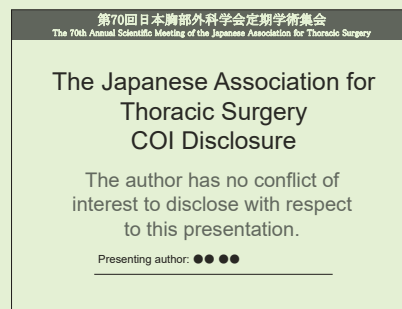 第70回日本胸部外科学会定期学術集会
The 70th Annual Scientific Meeting of the Japanese Association for Thoracic Surgery
The Japanese Association for
Thoracic Surgery
COI Disclosure
The author has no conflict of
interest to disclose with respect
to this presentation.
Presenting author: ●● ●●